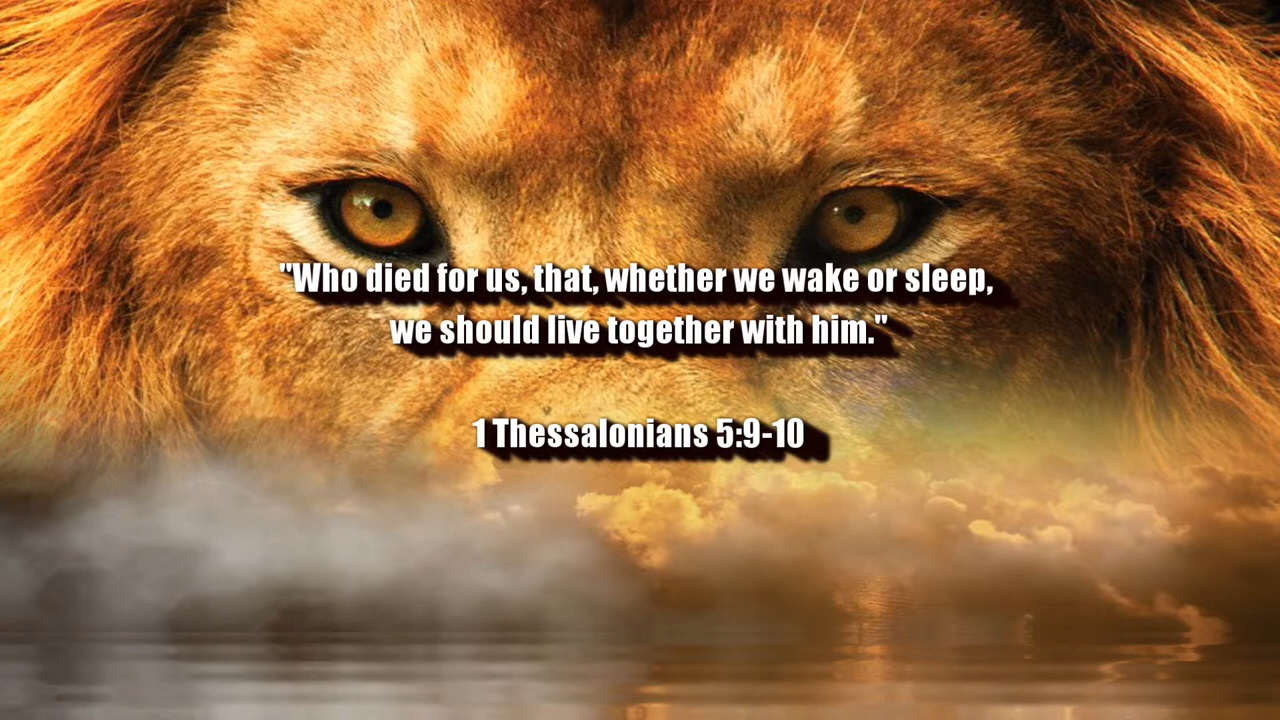 "Who died for us, that, whether we wake or sleep,
we should live together with him."
1 Thessalonians 5:9-10